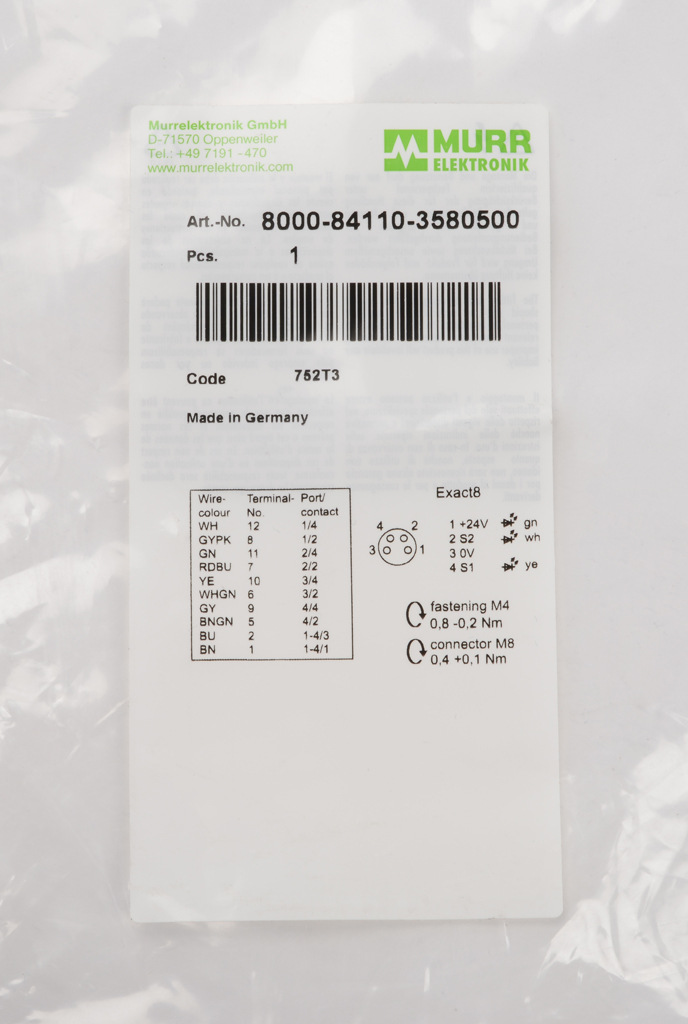 Murrelektronik GmbH
D-71570 Oppenweiler
Tel.: +49 7191 -470
www.murrelektronik.com
MURR
ELEKTRONIK
Art.-No. 8000-84110-3580500
Pcs. 1
Code 752T3
Made in Germany
Wire- Terminal- Port/
colour No. contact
WH 12 1/4
GYPK 8 1/2
GN 11 2/4
RDBU 7 2/2
YE 10 3/4
WHGN 6 3/2
GY 9 4/4
BNGN 5 4/2
BU 2 1-4/3
BN 1 1-4/1
Exact8
4 2
3 1
1 +24V gn
2 S2 wh
3 0V
4 S1 ye
fastening M4
0,8 -0,2 Nm
connector M8
0,4 +0,1 Nm